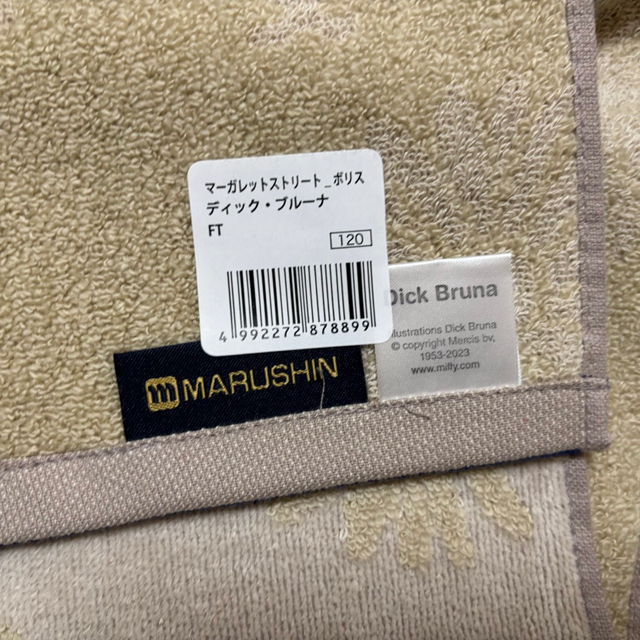 マーガレットストリート_ボリス
ディック・ブルーナ
FT
120
4 992272 878899
MARUSHIN
Dick Bruna
illustrations Dick Bruna
© copyright Mercis bv,
1953-2023
www.miffy.com